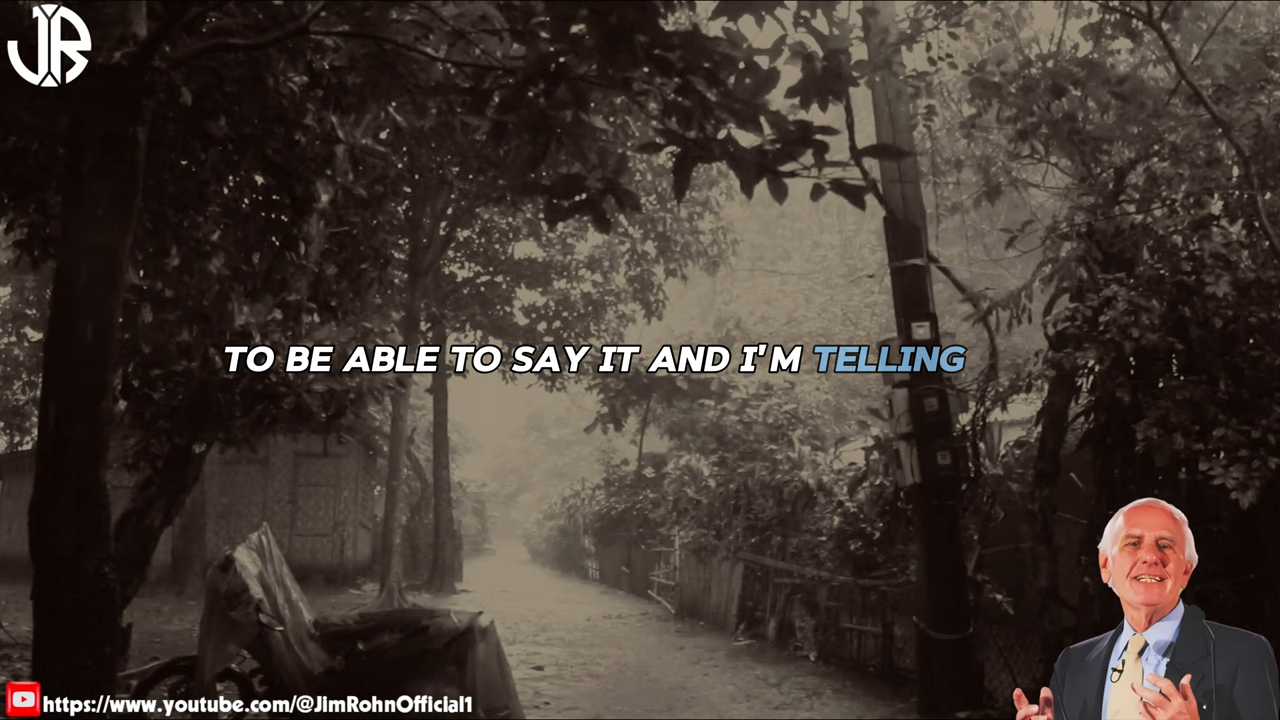 JR
TO BE ABLE TO SAY IT AND I'M TELLING
https://www.youtube.com/@JimRohnOfficial1